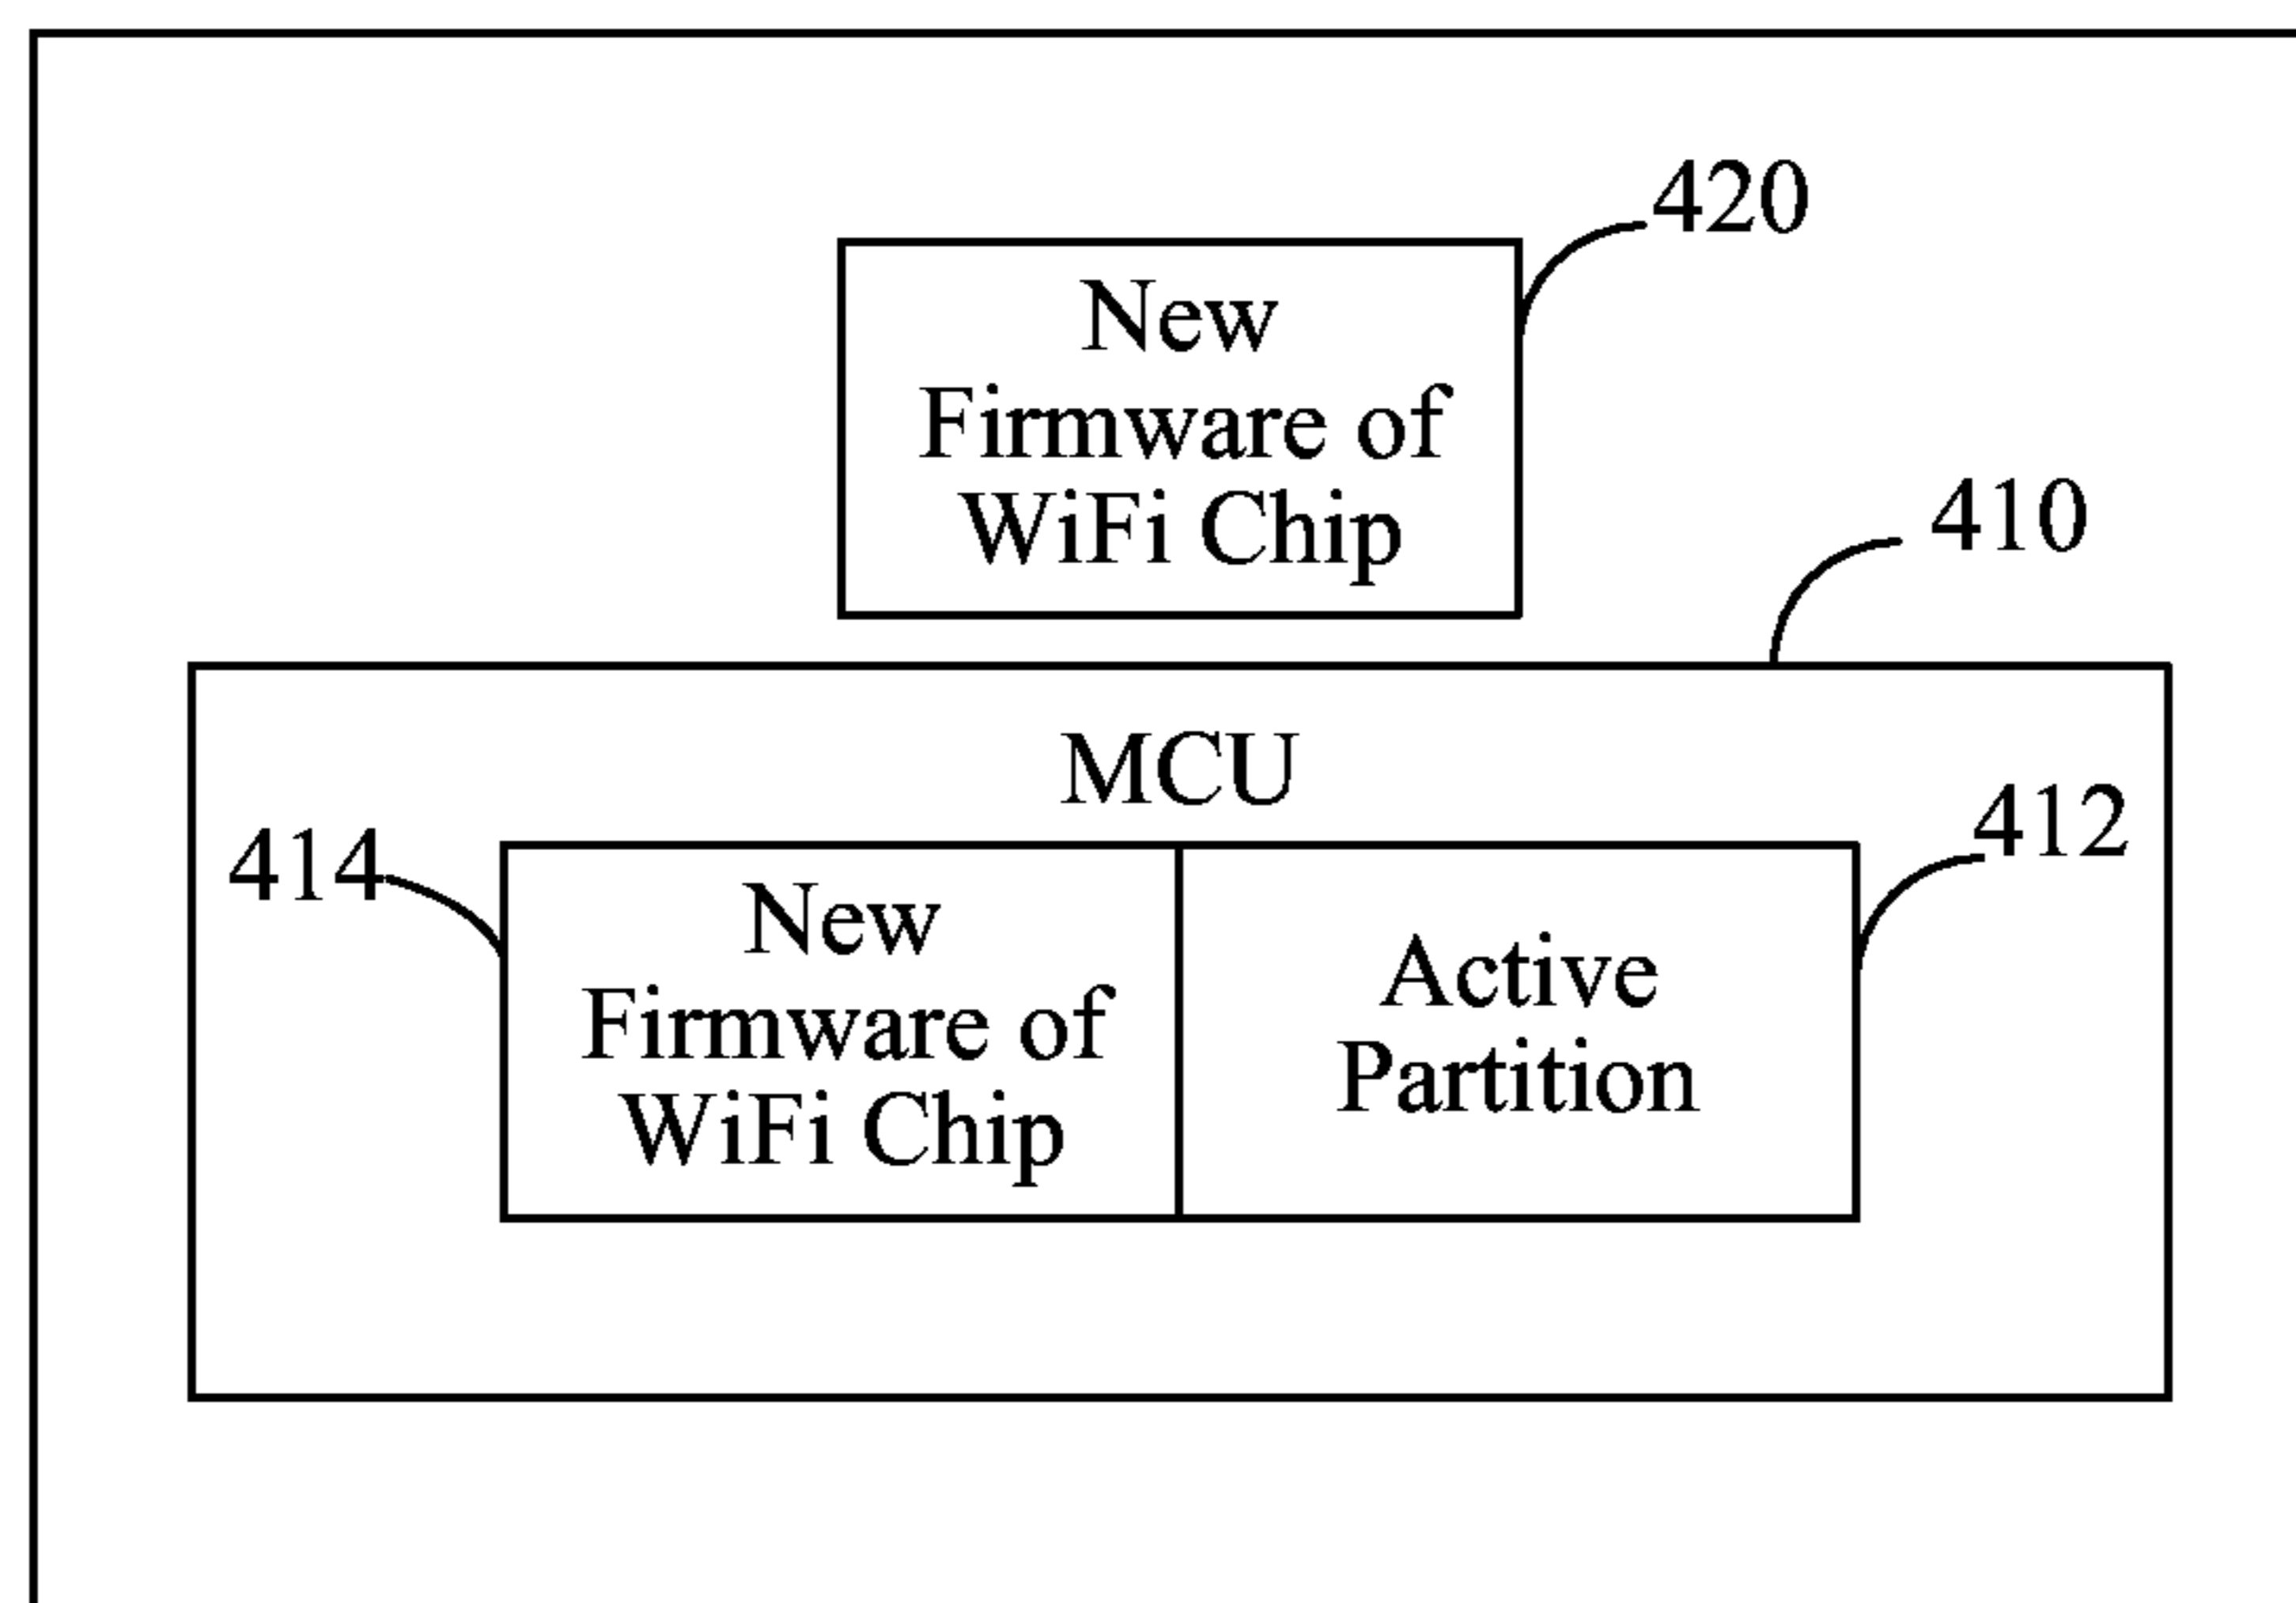 420
New
Firmware of
WiFi Chip
410
MCU
412
414
New
Firmware of
WiFi Chip
Active
Partition